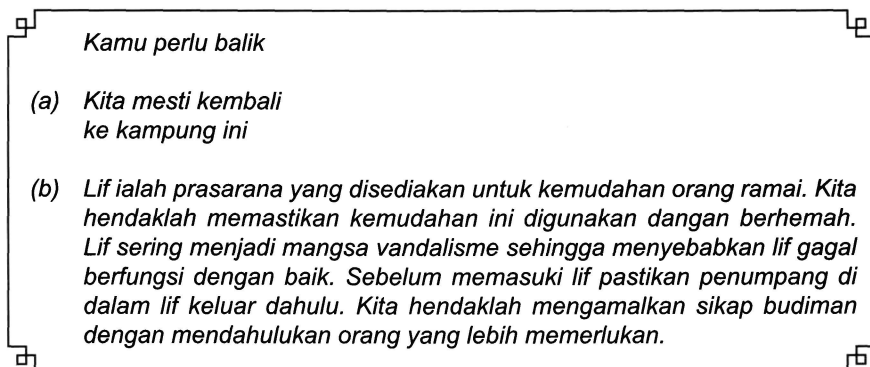 Kamu perlu balik
(a) Kita mesti kembali
ke kampung ini
(b) Lif ialah prasarana yang disediakan untuk kemudahan orang ramai. Kita
hendaklah memastikan kemudahan ini digunakan dangan berhemah.
Lif sering menjadi mangsa vandalisme sehingga menyebabkan lif gagal
berfungsi dengan baik. Sebelum memasuki lif pastikan penumpang di
dalam lif keluar dahulu. Kita hendaklah mengamalkan sikap budiman
dengan mendahulukan orang yang lebih memerlukan.